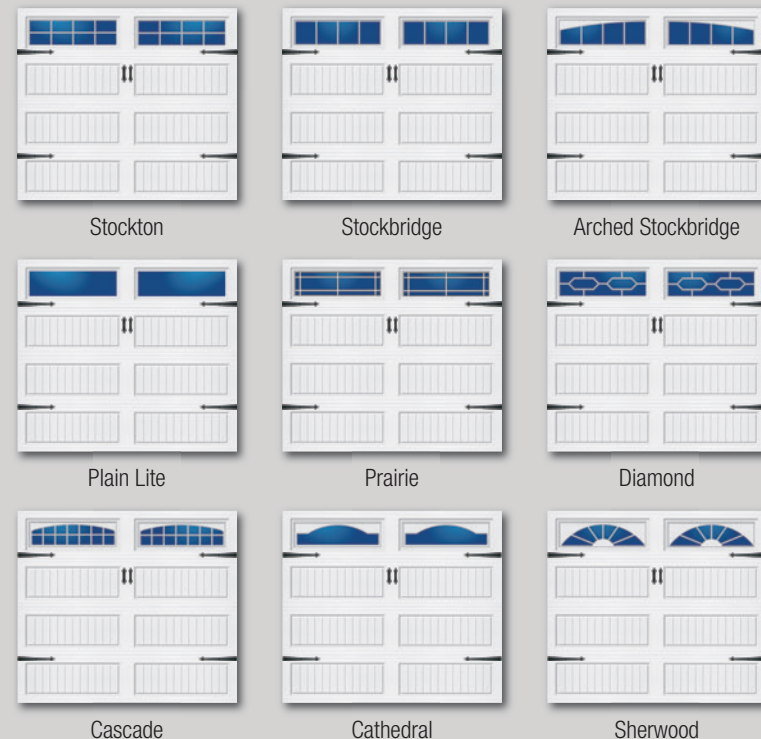 Stockton
Stockbridge
Arched Stockbridge
Plain Lite
Prairie
Diamond
Cascade
Cathedral
Sherwood